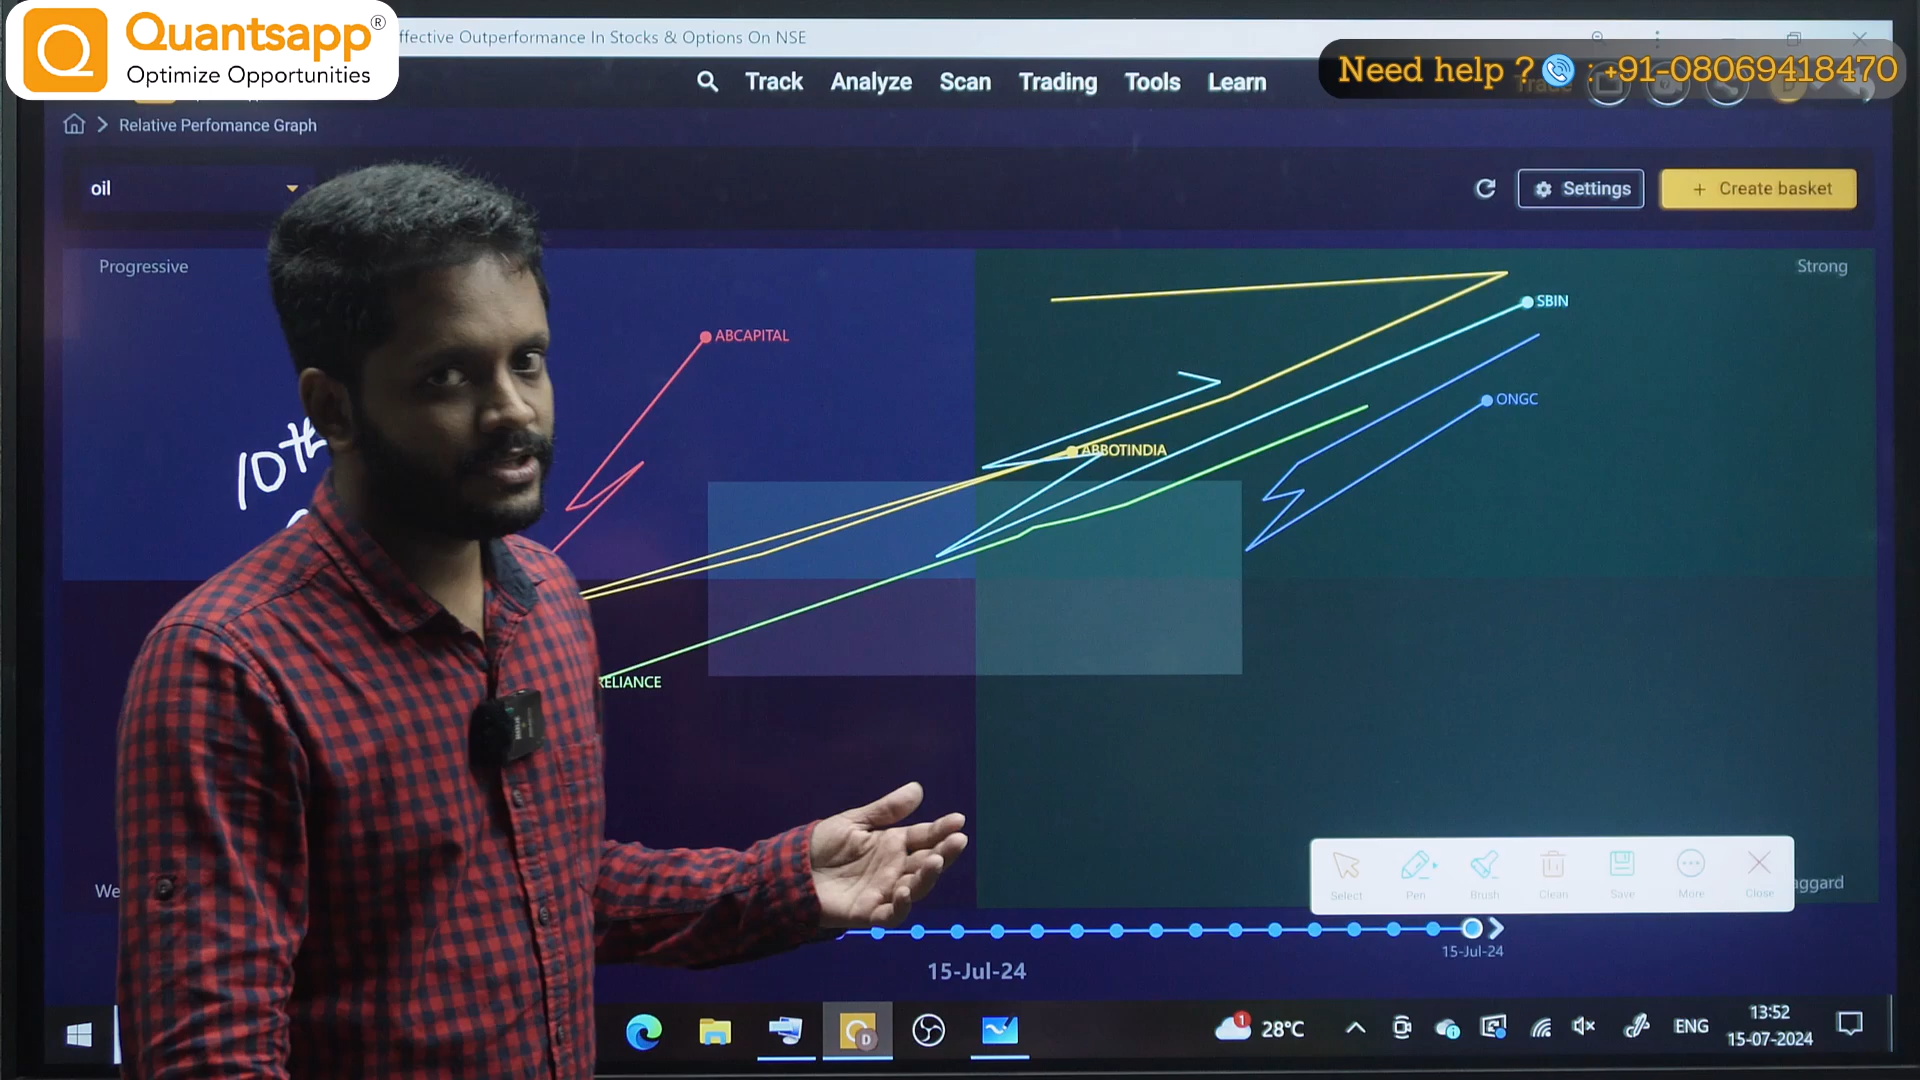 Quantsapp®
Optimize Opportunities
ffective Outperformance In Stocks & Options On NSE
Need help ? : +91-08069418470
Track
Analyze
Scan
Trading
Tools
Learn
Relative Perfomance Graph
oil
Settings
+ Create basket
Progressive
Strong
ABCAPITAL
SBIN
ONGC
ABBOTINDIA
10th
RELIANCE
We
aggard
Select
Pen
Brush
Clean
Save
More
Close
15-Jul-24
15-Jul-24
D
1
28°C
ENG
13:52
15-07-2024